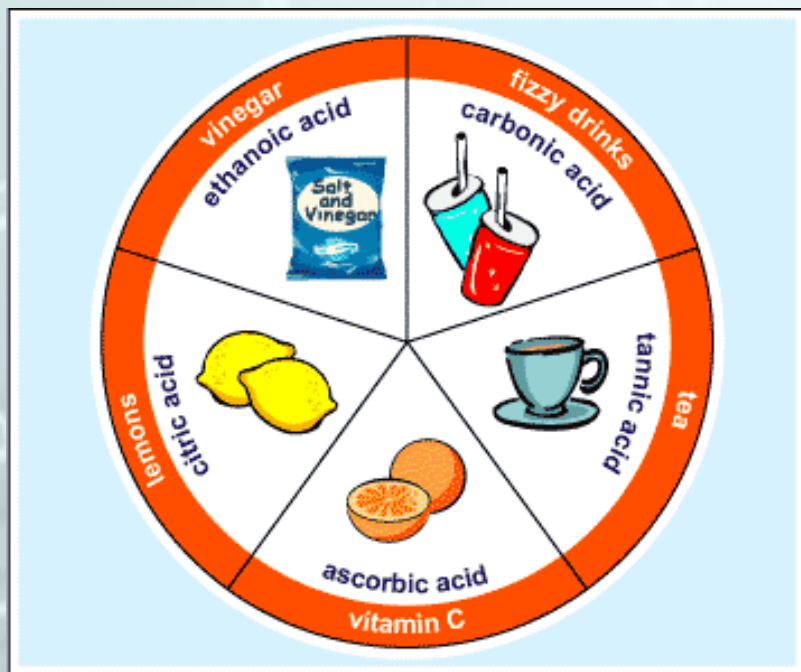 vinegar
ethanoic acid
Salt
and
Vinegar
fizzy drinks
carbonic acid
tea
tannic acid
vitamin C
ascorbic acid
lemons
citric acid